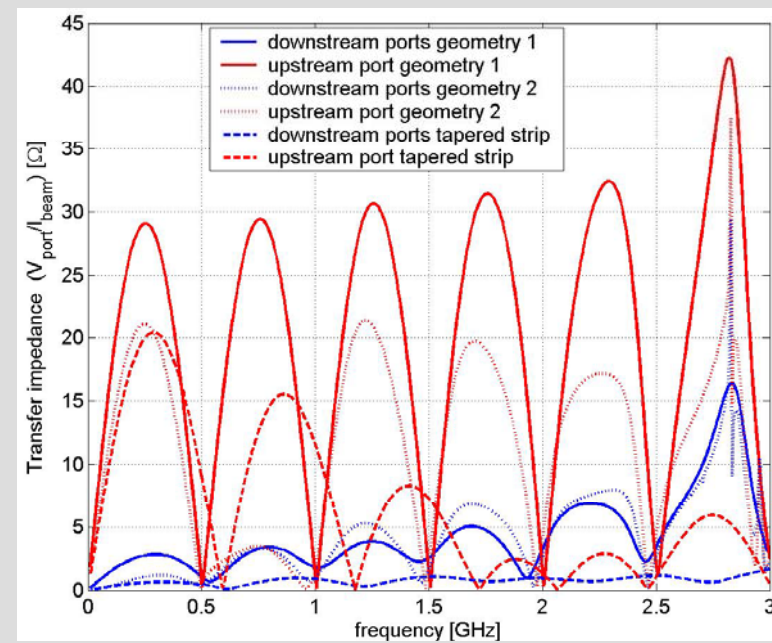 45
40
35
30
25
20
15
10
5
0
Transfer impedance (V_port/I_beam) [Ω]
downstream ports geometry 1
upstream port geometry 1
downstream ports geometry 2
upstream port geometry 2
downstream ports tapered strip
upstream port tapered strip
0 0.5 1 1.5 2 2.5 3
frequency [GHz]